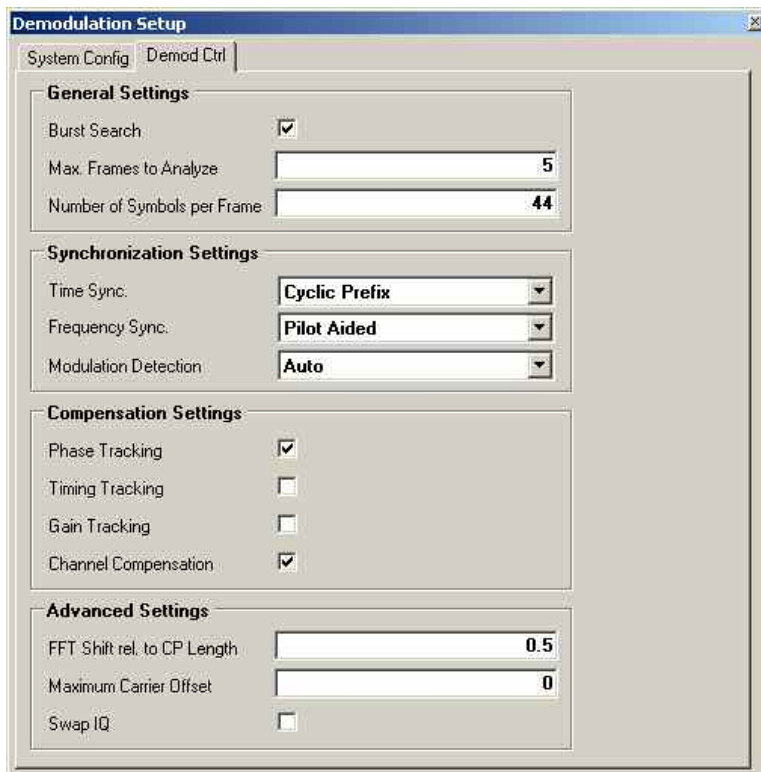 Demodulation Setup
System Config Demod Ctrl
General Settings
Burst Search
Max. Frames to Analyze 5
Number of Symbols per Frame 44
Synchronization Settings
Time Sync. Cyclic Prefix
Frequency Sync. Pilot Aided
Modulation Detection Auto
Compensation Settings
Phase Tracking
Timing Tracking
Gain Tracking
Channel Compensation
Advanced Settings
FFT Shift rel. to CP Length 0.5
Maximum Carrier Offset 0
Swap IQ